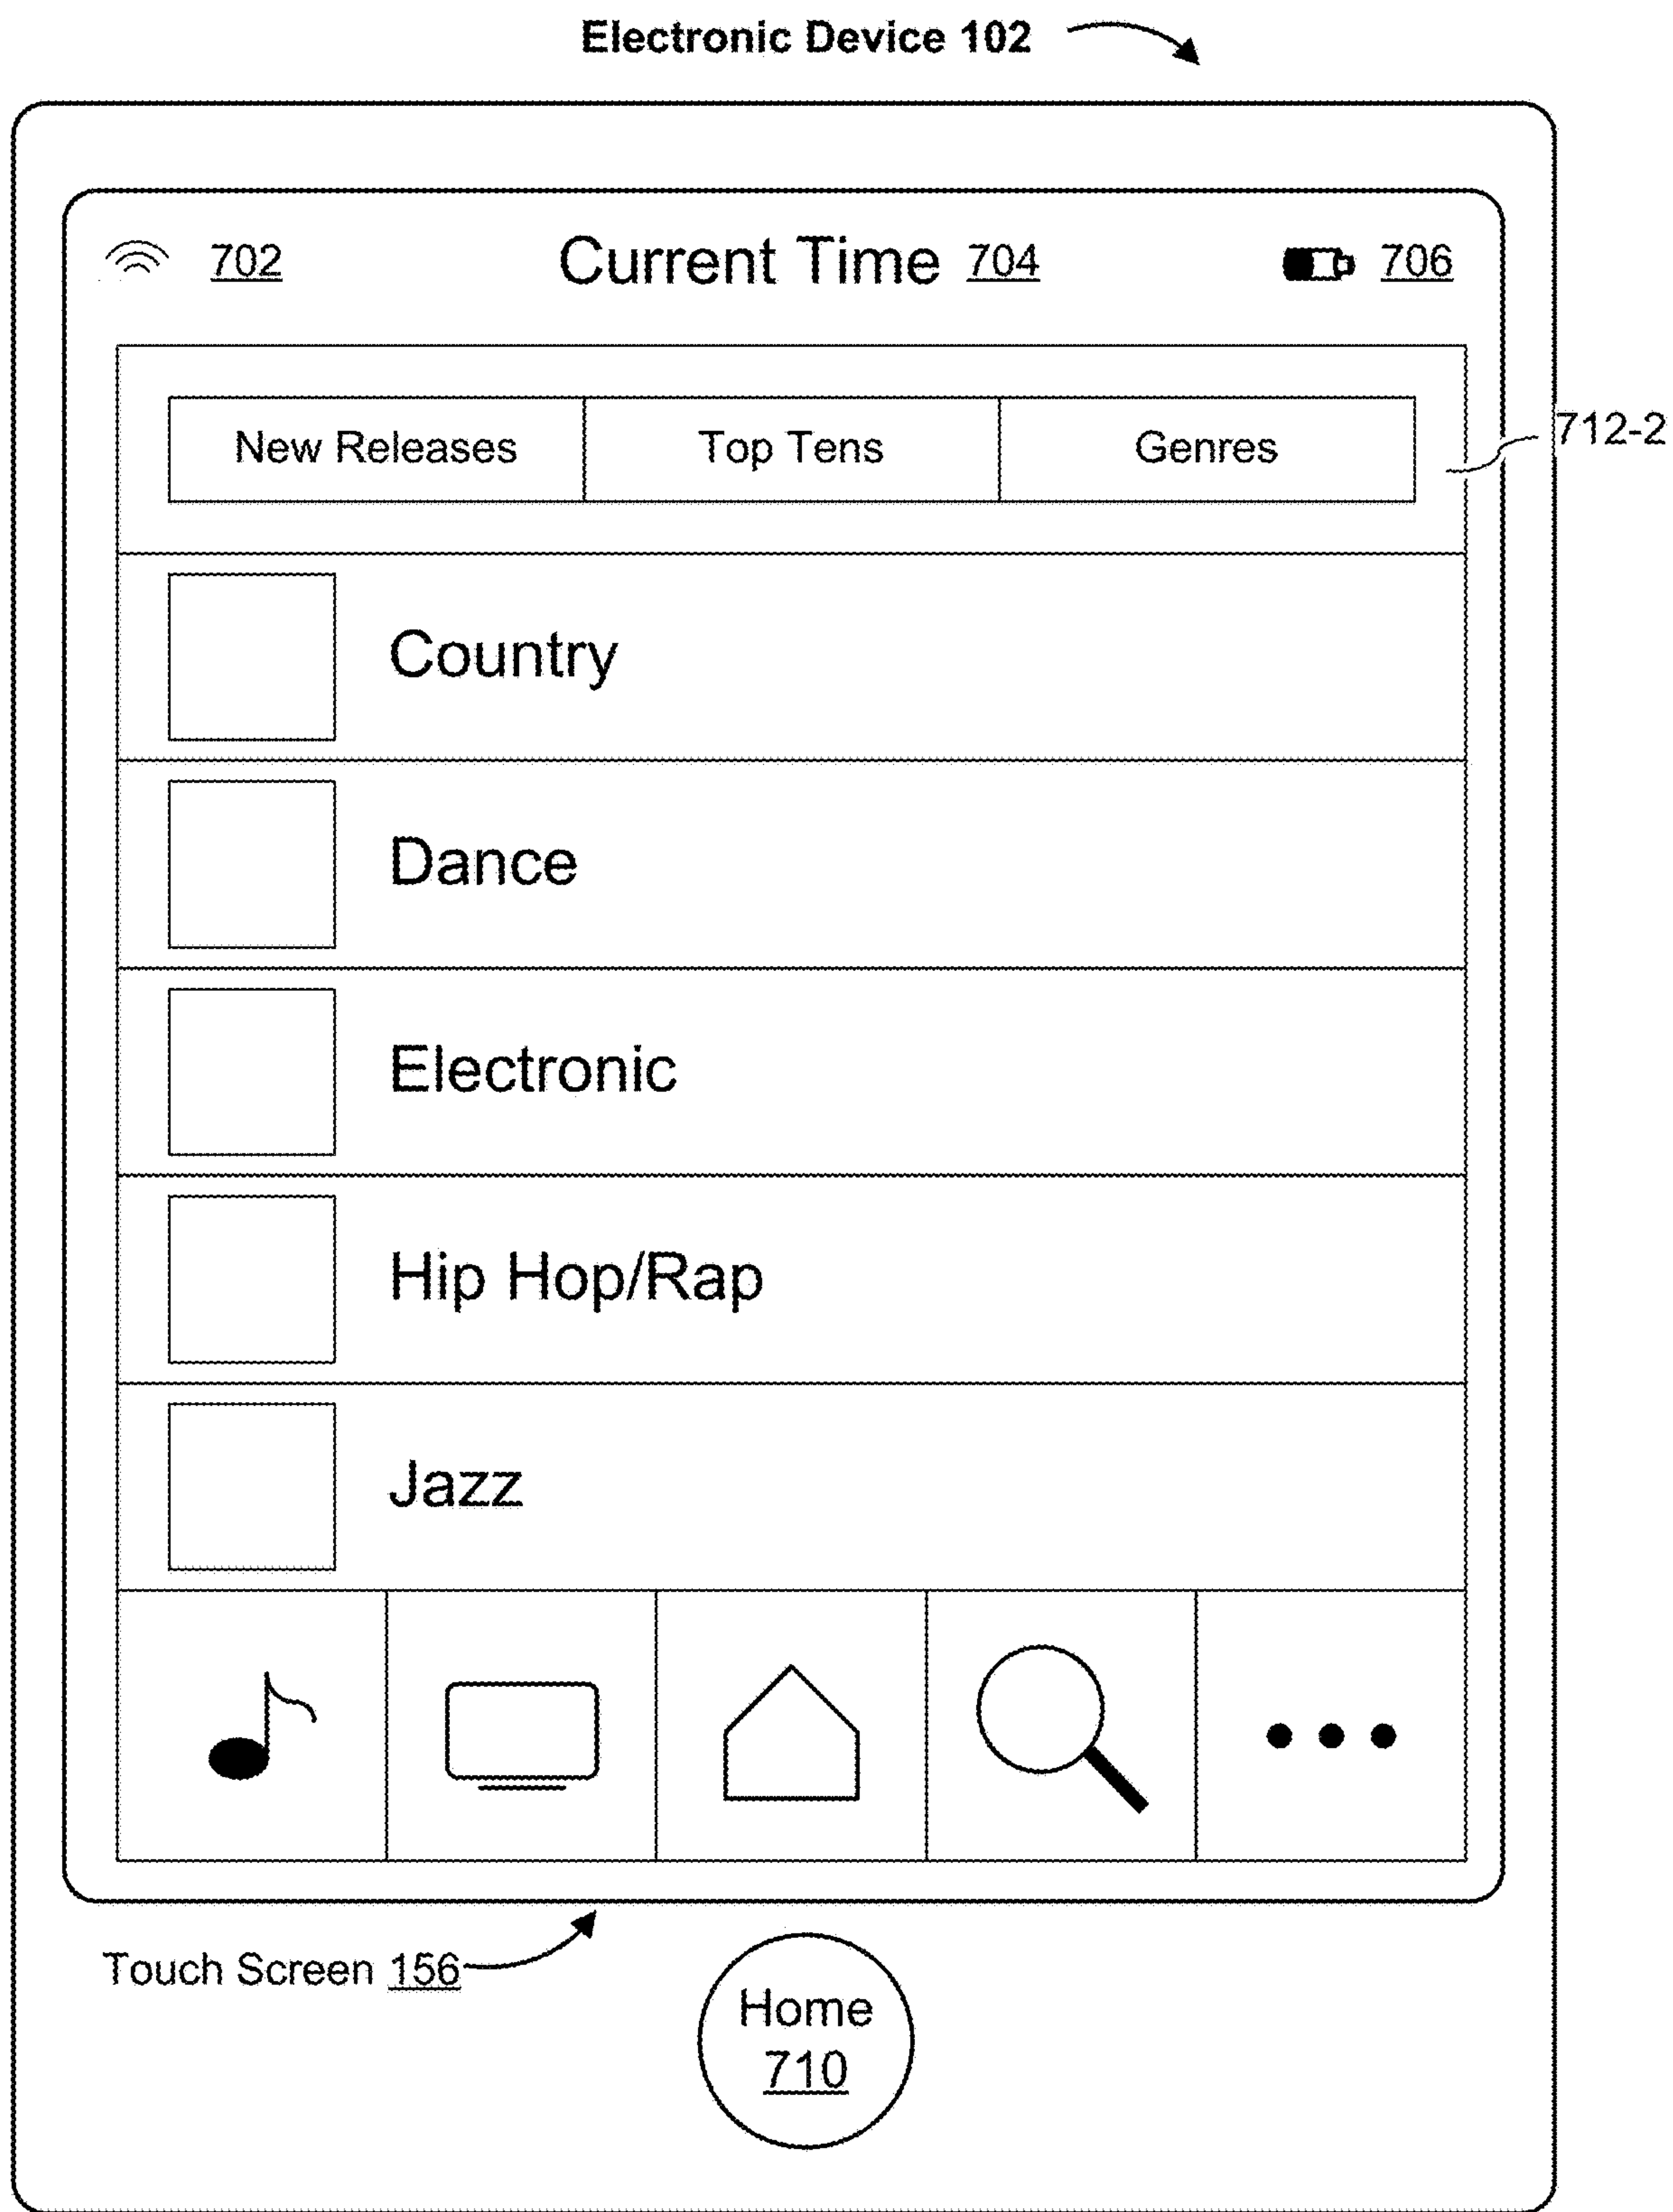 Electronic Device 102
702 Current Time 704 706
New Releases Top Tens Genres
712-2
Country
Dance
Electronic
Hip Hop/Rap
Jazz
Touch Screen 156
Home
710